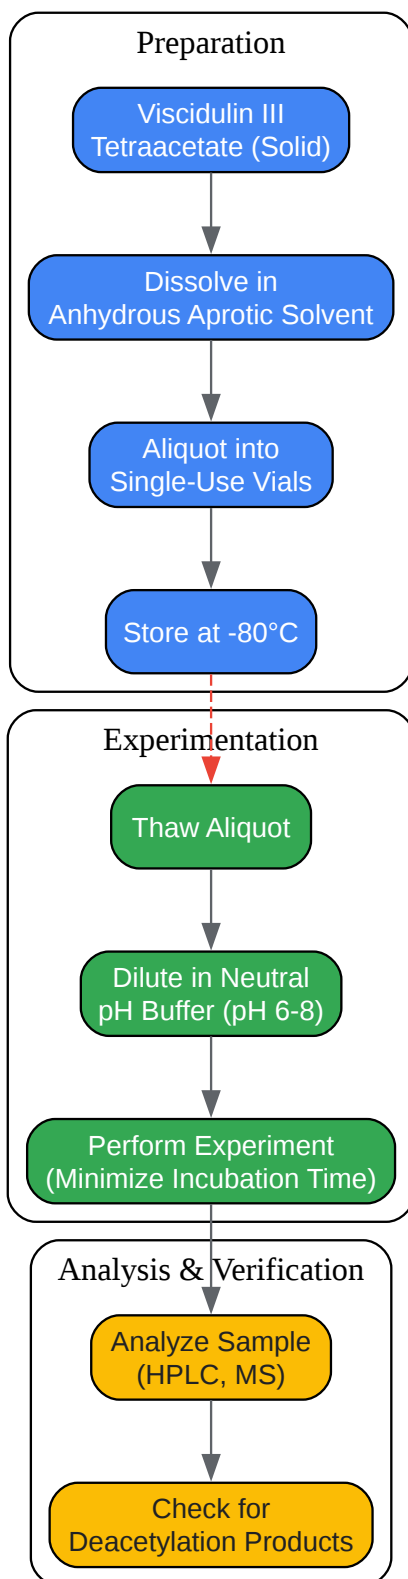 Preparation
Viscidulin III
Tetraacetate (Solid)
Dissolve in
Anhydrous Aprotic Solvent
Aliquot into
Single-Use Vials
Store at -80°C
Experimentation
Thaw Aliquot
Dilute in Neutral
pH Buffer (pH 6-8)
Perform Experiment
(Minimize Incubation Time)
Analysis & Verification
Analyze Sample
(HPLC, MS)
Check for
Deacetylation Products